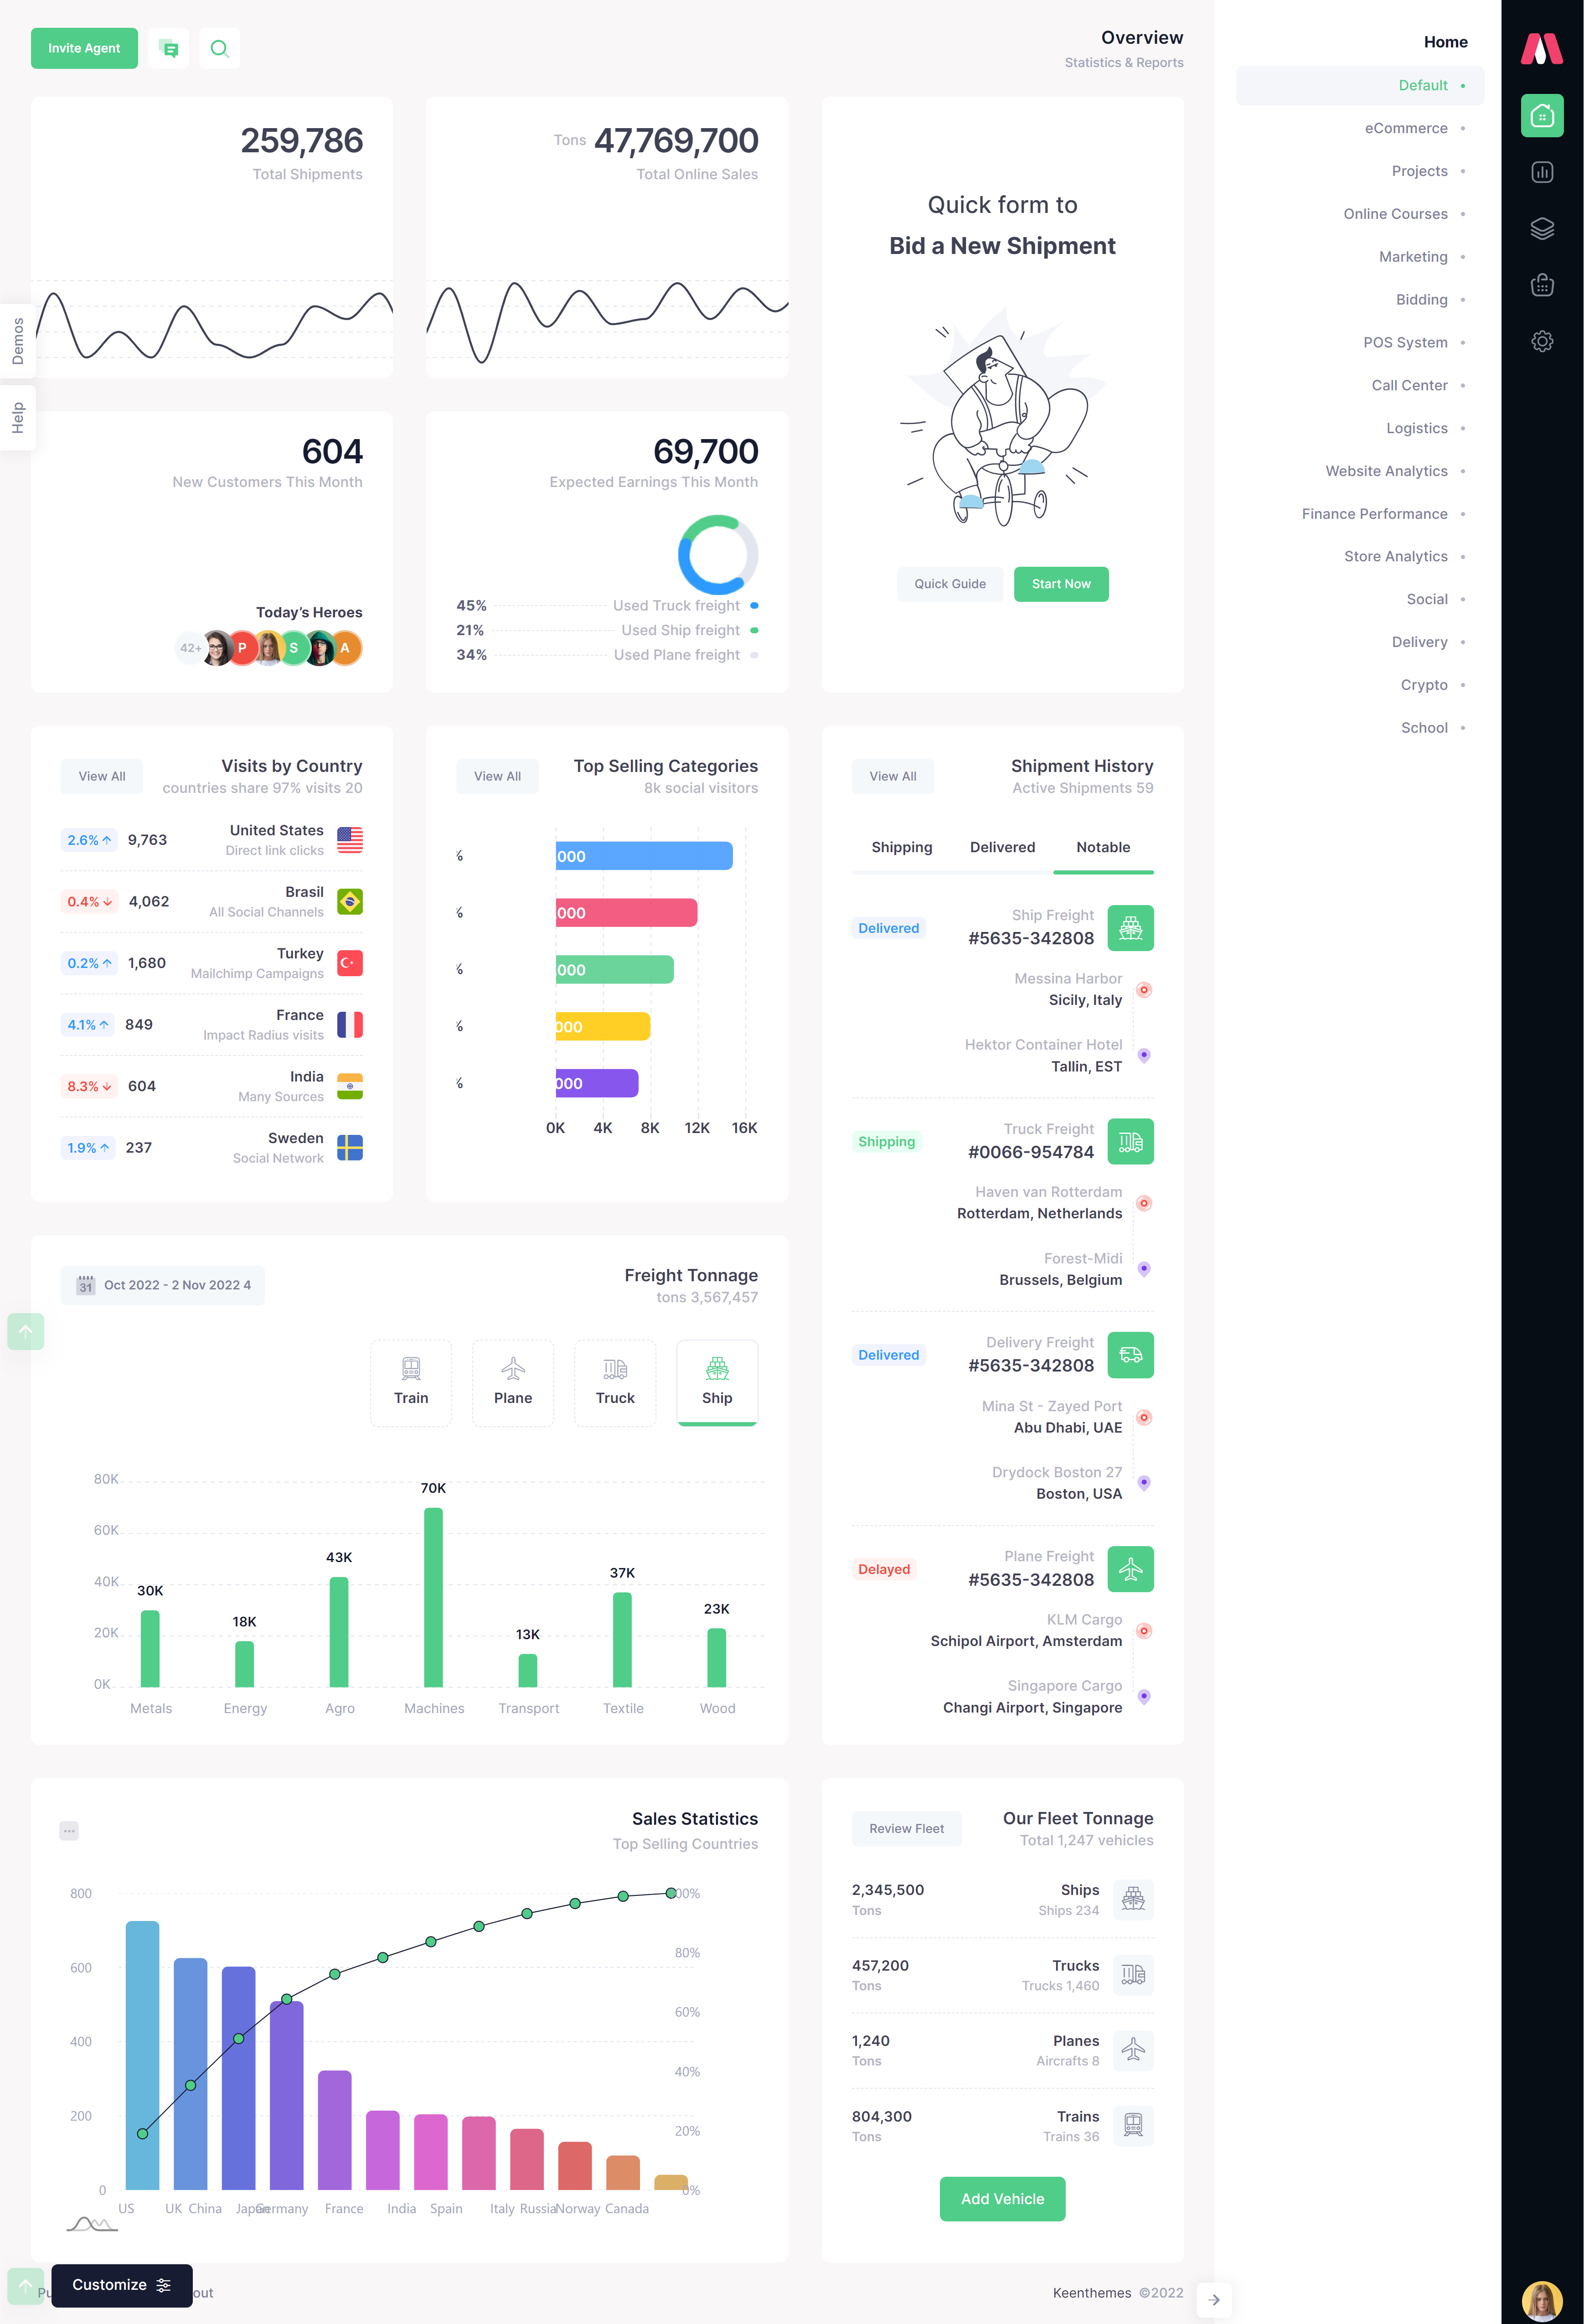 Invite Agent
Overview
Statistics & Reports
Home
Default
eCommerce
Projects
Online Courses
Marketing
Bidding
POS System
Call Center
Logistics
Website Analytics
Finance Performance
Store Analytics
Social
Delivery
Crypto
School
259,786
Total Shipments
Tons 47,769,700
Total Online Sales
Quick form to
Bid a New Shipment
Quick Guide
Start Now
Demos
Help
604
New Customers This Month
Today's Heroes
42+ P S A
69,700
Expected Earnings This Month
45% Used Truck freight
21% Used Ship freight
34% Used Plane freight
View All
Visits by Country
countries share 97% visits 20
2.6% 9,763 United States
Direct link clicks
0.4% 4,062 Brasil
All Social Channels
0.2% 1,680 Turkey
Mailchimp Campaigns
4.1% 849 France
Impact Radius visits
8.3% 604 India
Many Sources
1.9% 237 Sweden
Social Network
View All
Top Selling Categories
8k social visitors
% 000
% 000
% 000
% 000
% 000
0K 4K 8K 12K 16K
View All
Shipment History
Active Shipments 59
Shipping Delivered Notable
Delivered
Ship Freight
#5635-342808
Messina Harbor
Sicily, Italy
Hektor Container Hotel
Tallin, EST
Shipping
Truck Freight
#0066-954784
Haven van Rotterdam
Rotterdam, Netherlands
Forest-Midi
Brussels, Belgium
Delivered
Delivery Freight
#5635-342808
Mina St - Zayed Port
Abu Dhabi, UAE
Drydock Boston 27
Boston, USA
Delayed
Plane Freight
#5635-342808
KLM Cargo
Schipol Airport, Amsterdam
Singapore Cargo
Changi Airport, Singapore
31 Oct 2022 - 2 Nov 2022 4
Freight Tonnage
tons 3,567,457
Train Plane Truck Ship
80K
60K
40K
20K
0K
30K 18K 43K 70K 13K 37K 23K
Metals Energy Agro Machines Transport Textile Wood
Sales Statistics
Top Selling Countries
800
600
400
200
0
00%
80%
60%
40%
20%
0%
US UK China Japan Germany France India Spain Italy Russia Norway Canada
Review Fleet
Our Fleet Tonnage
Total 1,247 vehicles
2,345,500 Ships
Tons Ships 234
457,200 Trucks
Tons Trucks 1,460
1,240 Planes
Tons Aircrafts 8
804,300 Trains
Tons Trains 36
Add Vehicle
Customize
out
Keenthemes ©2022